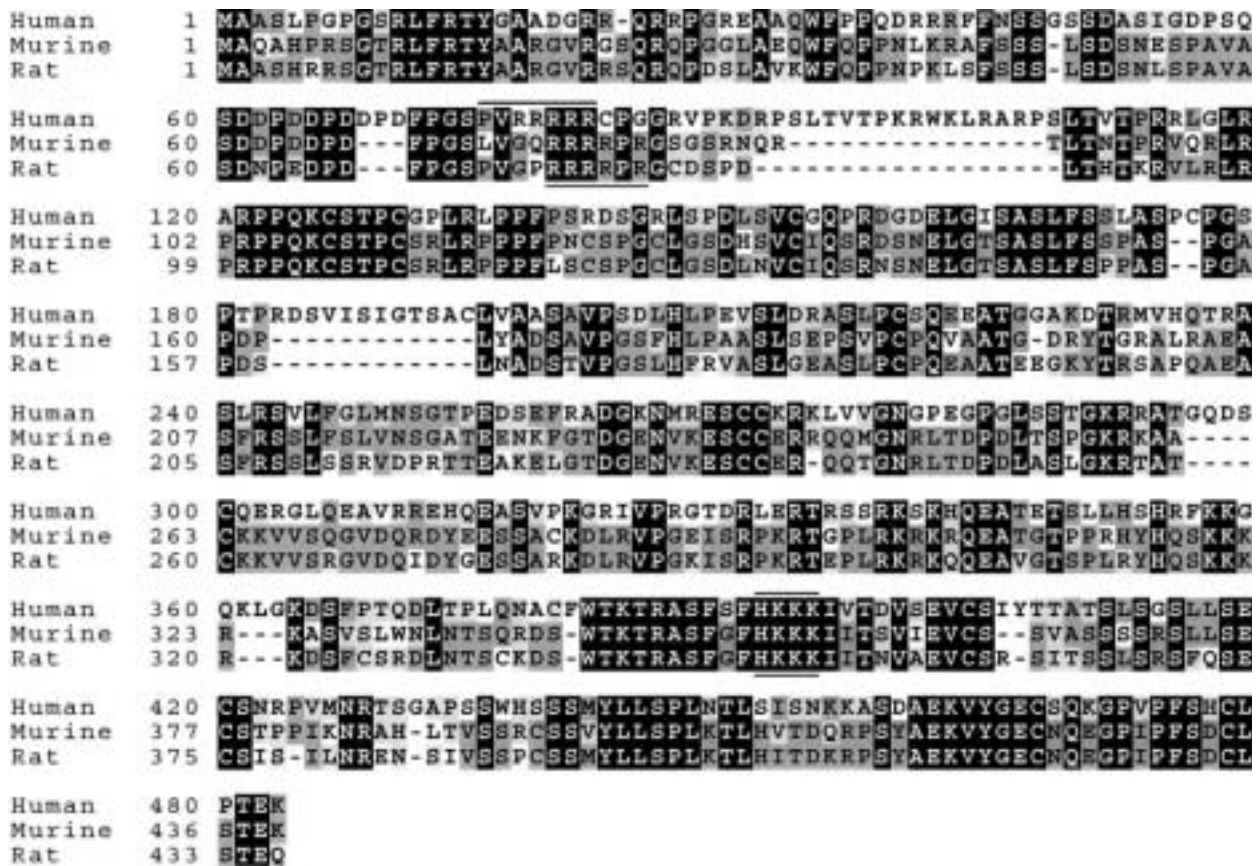 Human 1 MAASLPGPGSRLFRTYGAADGRR-QRRPGREAAQWFPPQDRRRFFNSSGSSDASIGDPSQ
Murine 1 MAQAHPRSGTRLFRTYAARGVRGSQRQPGGLAEQWFQPPNLKRAFSSS-LSDSNESPAVA
Rat 1 MAASHRRSGTRLFRTYAARGVRRSQRQPDSLAVKWFQPPNPKLSFSSS-LSDSNLSPAVA
Human 60 SDDPDDPDDPDFPGSPVRRRRRCPGGRVPKDRPSLTVTPKRWKLRARPSLTVTPRRLGLR
Murine 60 SDDPDDPD---FPGSLVGQRRRRPRGSGSRNQR----------------TLTNTPRVQRLR
Rat 60 SDNPEDPD---FPGSPVGPRRRRPRGCDSPD------------------LTHTKRVLRLR
Human 120 ARPPQKCSTPCGPLRLPPFPSRDSGRLSPDLSVCGQPRDGDELGISASLFSSLASPCPGS
Murine 102 PRPPQKCSTPCSRLRPPPFPNCSPGCLGSDHSVCIQSRDSNELGTSASLFSSPAS--PGA
Rat 99 PRPPQKCSTPCSRLRPPPFLSCSPGCLGSDLNVCIQSRNSNELGTSASLFSPPAS--PGA
Human 180 PTPRDSVISIGTSACLVAASAVPSDLHLPEVSLDRASLPCSQEEATGGAKDTRMVHQTRA
Murine 160 PDP------------LYADSAVPGSFHLPAASLSEPSVPCPQVAATG-DRYTGRALRAEA
Rat 157 PDS------------LNADSTVPGSLHFRVASLGEASLPCPQEAATEEGKYTRSAPQAEA
Human 240 SLRSVLFGLMNSGTPEDSEFRADGKNMRESCCKRKLVVGNGPEGPGLSSTGKRRATGQDS
Murine 207 SFRSSLFSLVNSGATEENKFGTDGENVKESCCERRQQMGNRLTDPDLTSPGKRKAA----
Rat 205 SFRSSLSSRVDPRTTEAKELGTDGENVKESCCER-QQTGNRLTDPDLASLGKRTAT----
Human 300 CQERGLQEAVRREHQEASVPKGRIVPRGTDRLERTRSSRKSKHQEATETSLLHSHRFKKG
Murine 263 CKKVVSQGVDQRDYEESSACKDLRVPGEISRPKRTGPLRKRKRQEATGTPPRHYHQSKKK
Rat 260 CKKVVSRGVDQIDYGESSARKDLRVPGKISRPKRTEPLRKRKQQEAVGTSPLRYHQSKKK
Human 360 QKLGKDSFPTQDLTPLQNACFWTKTRASFSFHKKKIVTDVSEVCSIYTTATSLSGSLLSE
Murine 323 R---KASVSLWNLNTSQRDS-WTKTRASFGFHKKKIITSVIEVCS--SVASSSSRSLLSE
Rat 320 R---KDSFCSRDLNTSCKDS-WTKTRASFGFHKKKIITNVAEVCSR-SITSSLSRSFQSE
Human 420 CSNRPVMNRTSGAPSSWHSSSMYLLSPLNTLSISNKKASDAEKVYGECSQKGPVPFSHCL
Murine 377 CSTPPIKNRAH-LTVSSRCSSVYLLSPLKTLHVTDQRPSYAEKVYGECNQEGPIPFSDCL
Rat 375 CSIS-ILNREN-SIVSSPCSSMYLLSPLKTLHITDKRPSYAEKVYGECNQEGPIPFSDCL
Human 480 PTEK
Murine 436 STEK
Rat 433 STEQ